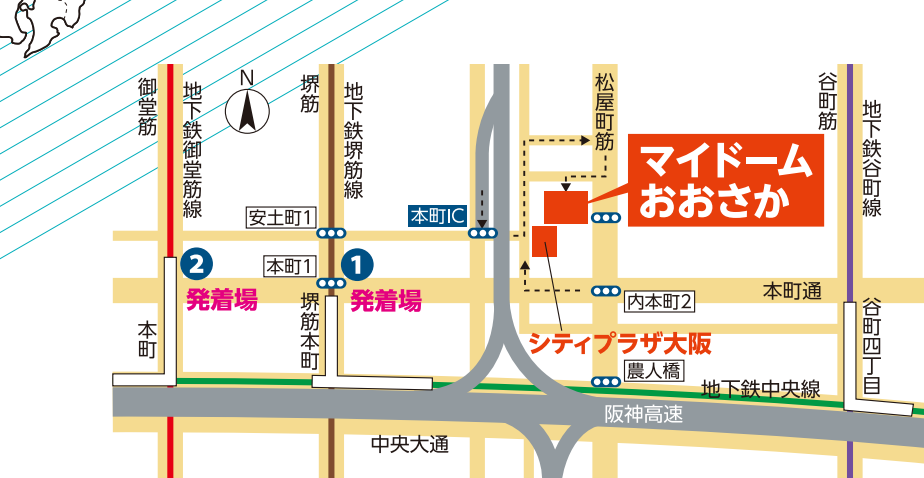 御堂筋
地下鉄御堂筋線
N
堺筋
地下鉄堺筋線
松屋町筋
谷町筋
地下鉄谷町線
マイドーム
おおさか
安土町1
本町IC
2
発着場
本町1
1
発着場
本町通
内本町2
本町
堺筋本町
谷町四丁目
シティプラザ大阪
農人橋
地下鉄中央線
阪神高速
中央大通